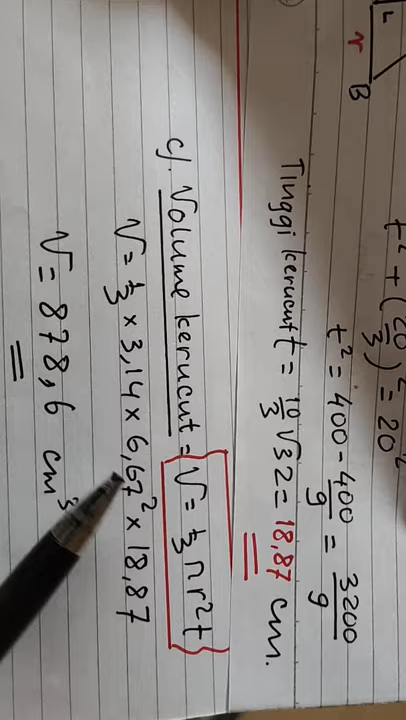 L
r
B
t² + (20/3)² = 20²
t² = 400 - 400/9 = 3200/9
Tinggi kerucut t = 10/3 √32 = 18,87 cm.
c/. Volume kerucut = V = 1/3 π r² t
V = 1/3 x 3,14 x 6,67² x 18,87
V = 878,6 cm³